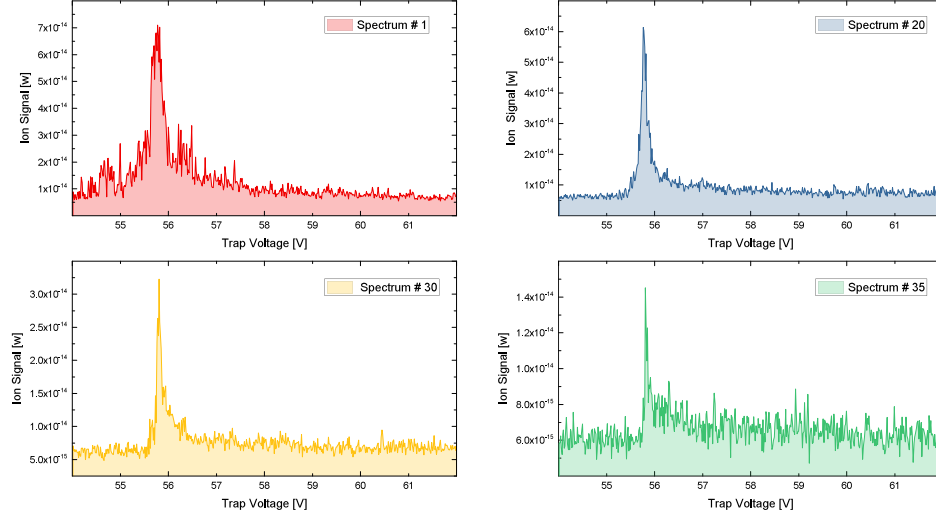 Spectrum # 1
7x10⁻¹⁴
6x10⁻¹⁴
5x10⁻¹⁴
4x10⁻¹⁴
3x10⁻¹⁴
2x10⁻¹⁴
1x10⁻¹⁴
Ion Signal [w]
55 56 57 58 59 60 61
Trap Voltage [V]
Spectrum # 20
6x10⁻¹⁴
5x10⁻¹⁴
4x10⁻¹⁴
3x10⁻¹⁴
2x10⁻¹⁴
1x10⁻¹⁴
Ion Signal [w]
55 56 57 58 59 60 61
Trap Voltage [V]
Spectrum # 30
3.0x10⁻¹⁴
2.5x10⁻¹⁴
2.0x10⁻¹⁴
1.5x10⁻¹⁴
1.0x10⁻¹⁴
5.0x10⁻¹⁵
Ion Signal [w]
55 56 57 58 59 60 61
Trap Voltage [V]
Spectrum # 35
1.4x10⁻¹⁴
1.2x10⁻¹⁴
1.0x10⁻¹⁴
8.0x10⁻¹⁵
6.0x10⁻¹⁵
Ion Signal [w]
55 56 57 58 59 60 61
Trap Voltage [V]